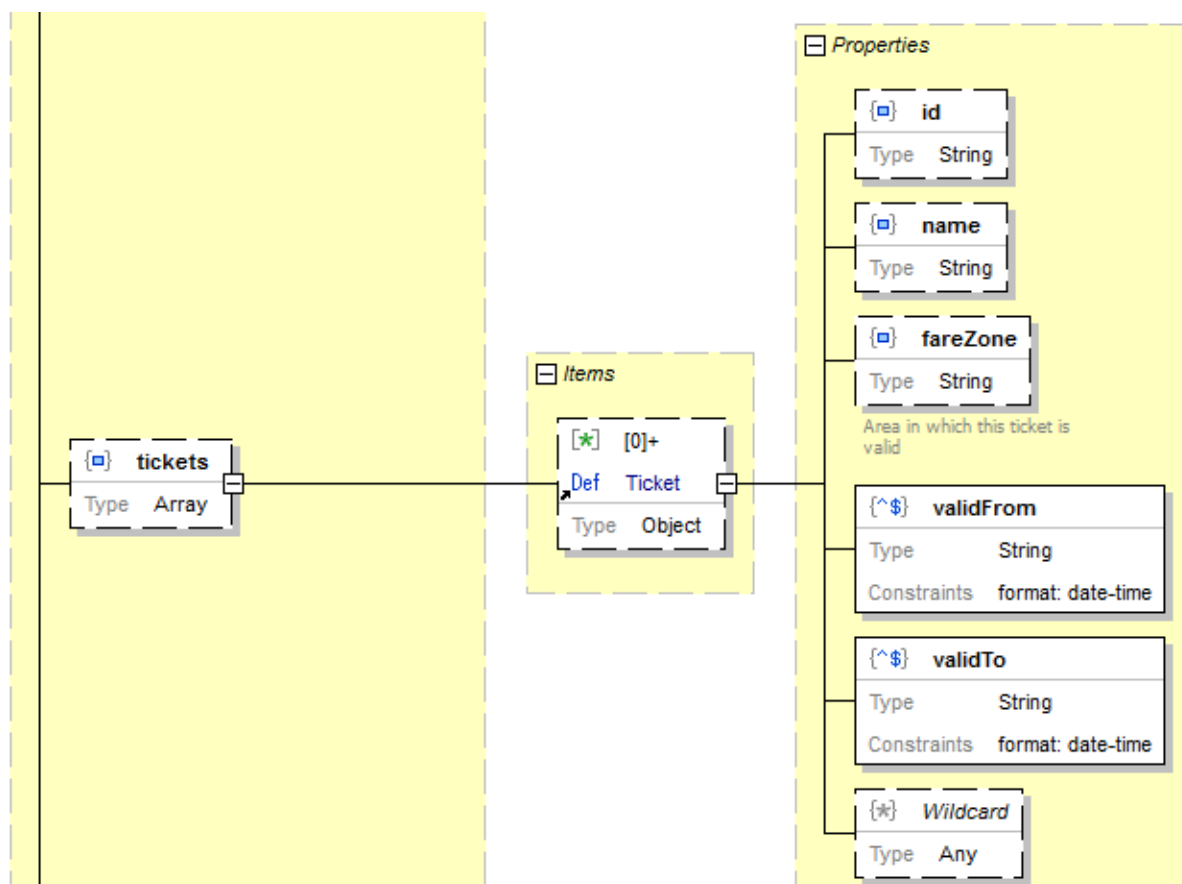 Properties
{▫} id
Type String
{▫} name
Type String
{▫} fareZone
Type String
Area in which this ticket is
valid
Items
[*] [0]+
Def Ticket
Type Object
{▫} tickets
Type Array
{^$} validFrom
Type String
Constraints format: date-time
{^$} validTo
Type String
Constraints format: date-time
{*} Wildcard
Type Any